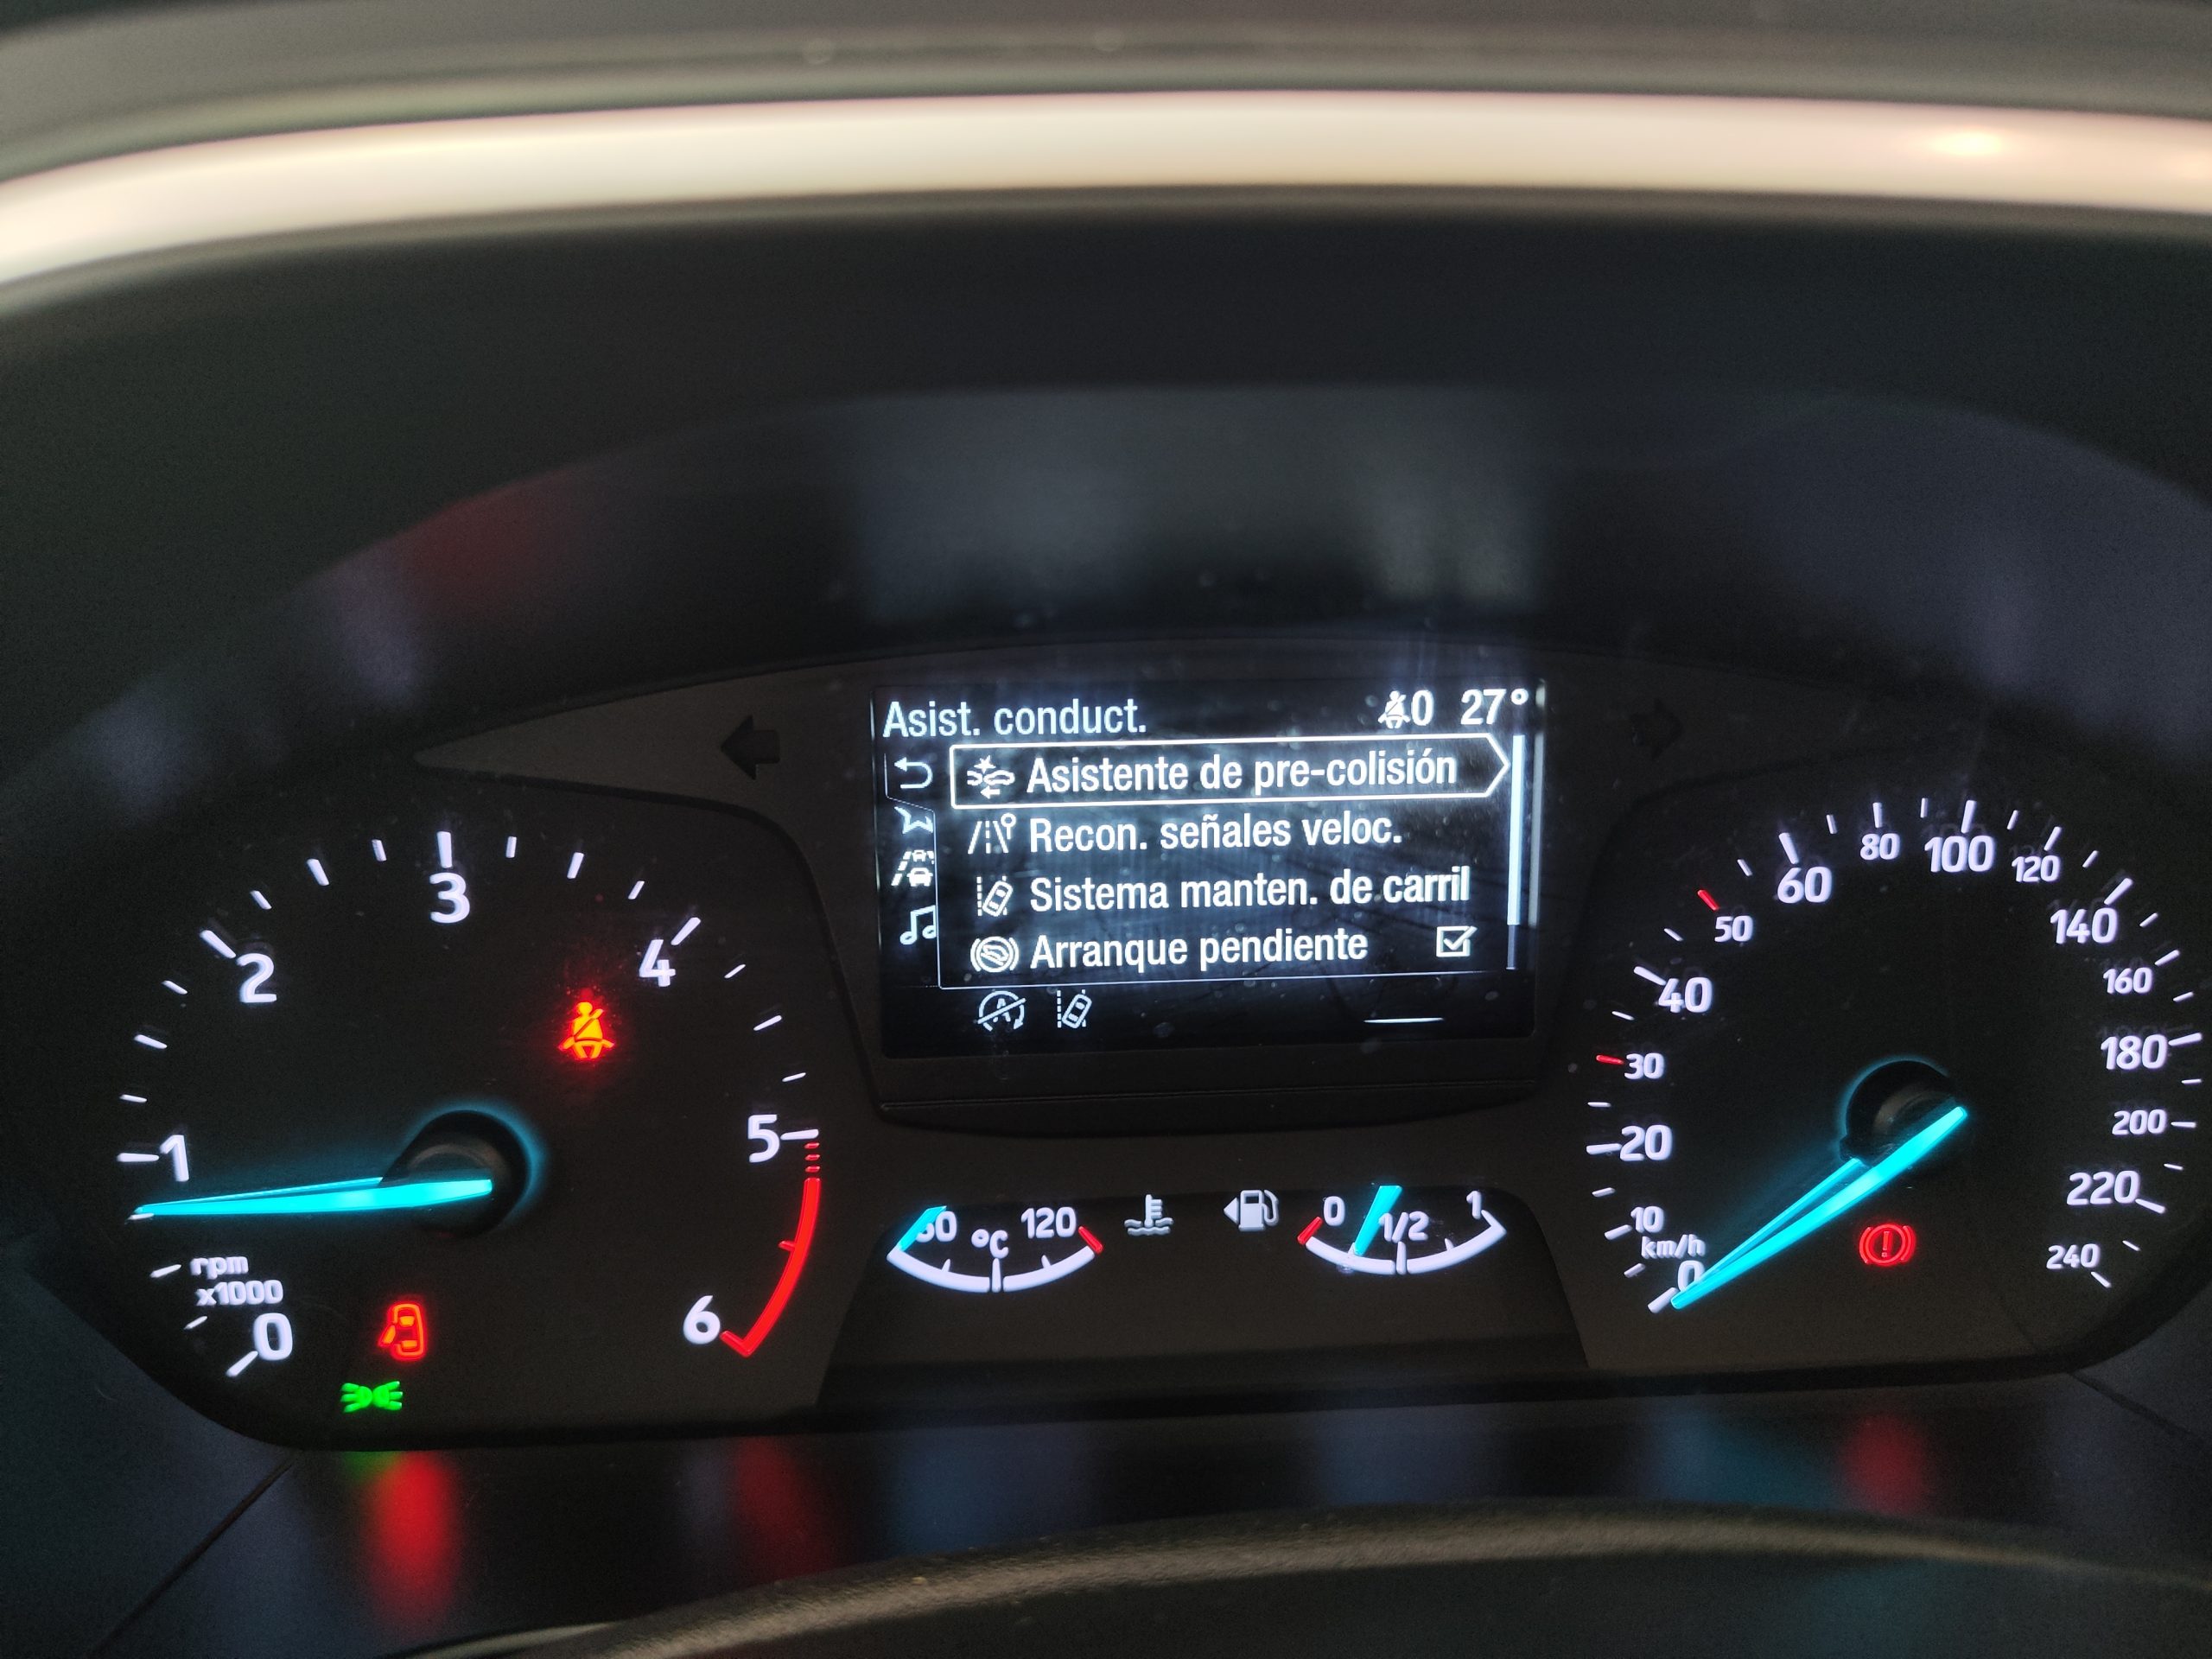 Asist. conduct. 0 27°
Asistente de pre-colisión
Recon. señales veloc.
Sistema manten. de carril
Arranque pendiente
0
1
2
3
4
5
6
rpm
x1000
°C 120
0 1/2 1
0
10
20
30
40
50
60
80
100
120
140
160
180
200
220
240
km/h